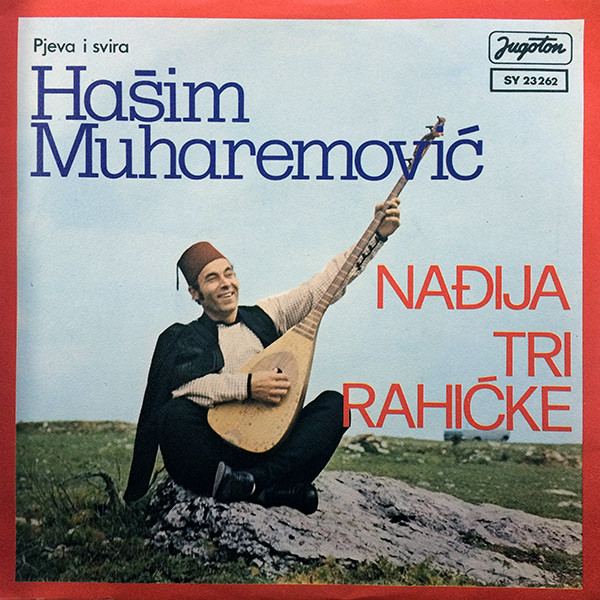 Pjeva i svira
Hašim
Muharemović
Jugoton
SY 23262
NAĐIJA
TRI
RAHIĆKE